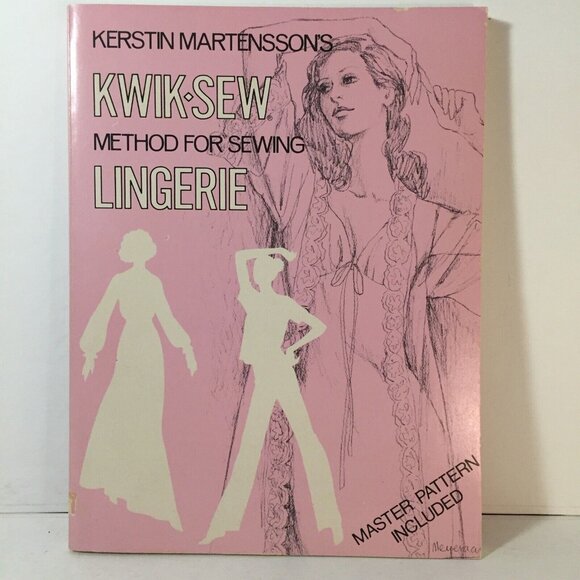 KERSTIN MARTENSSON'S
KWIK•SEW
METHOD FOR SEWING
LINGERIE
MASTER PATTERN
INCLUDED